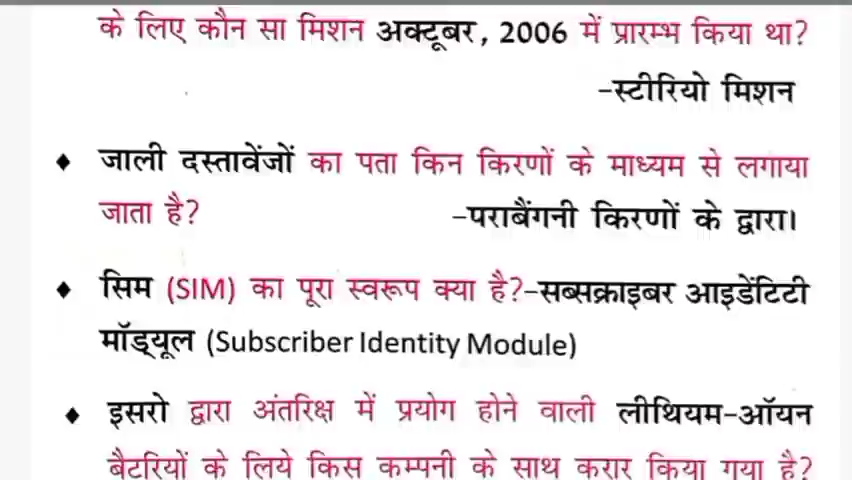 के लिए कौन सा मिशन अक्टूबर, 2006 में प्रारम्भ किया था?
-स्टीरियो मिशन
♦ जाली दस्तावेंजों का पता किन किरणों के माध्यम से लगाया
जाता है? -पराबैंगनी किरणों के द्वारा।
♦ सिम (SIM) का पूरा स्वरूप क्या है?-सब्सक्राइबर आइडेंटिटी
मॉड्यूल (Subscriber Identity Module)
♦ इसरो द्वारा अंतरिक्ष में प्रयोग होने वाली लीथियम-ऑयन
बैटरियों के लिये किस कम्पनी के साथ करार किया गया है?